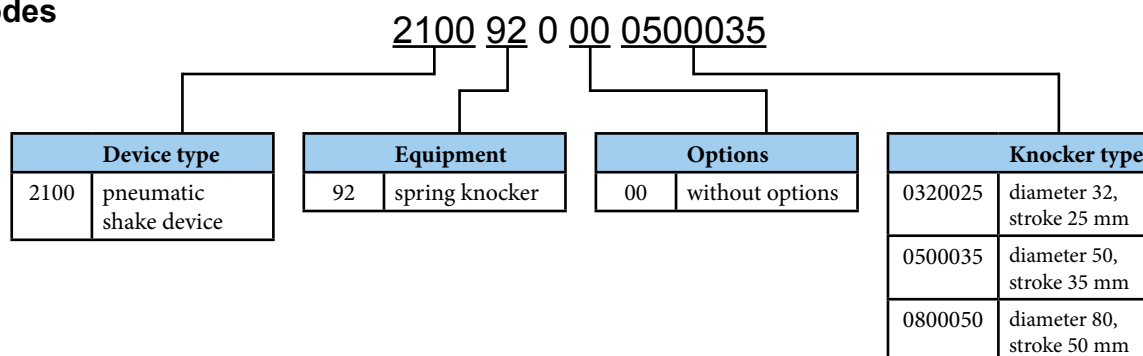 odes
2100 92 0 00 0500035
Device type
2100 pneumatic
shake device
Equipment
92 spring knocker
Options
00 without options
Knocker type
0320025 diameter 32,
stroke 25 mm
0500035 diameter 50,
stroke 35 mm
0800050 diameter 80,
stroke 50 mm